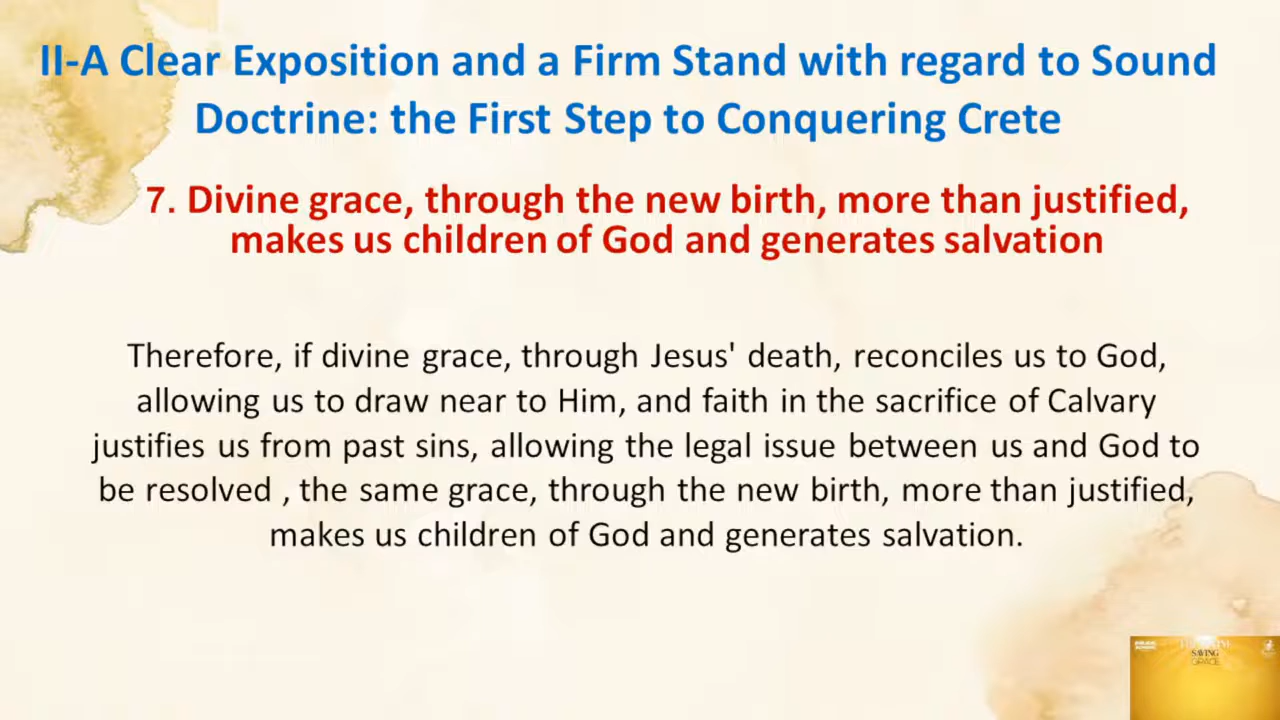 II-A Clear Exposition and a Firm Stand with regard to Sound
Doctrine: the First Step to Conquering Crete
7. Divine grace, through the new birth, more than justified,
makes us children of God and generates salvation
Therefore, if divine grace, through Jesus' death, reconciles us to God,
allowing us to draw near to Him, and faith in the sacrifice of Calvary
justifies us from past sins, allowing the legal issue between us and God to
be resolved , the same grace, through the new birth, more than justified,
makes us children of God and generates salvation.
SAVING
GRACE